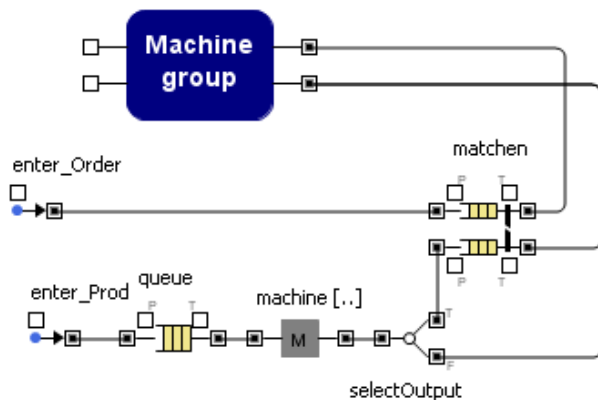 Machine
group
enter_Order
matchen
P T
P T
enter_Prod
queue
P T
machine [..]
M
T
F
selectOutput